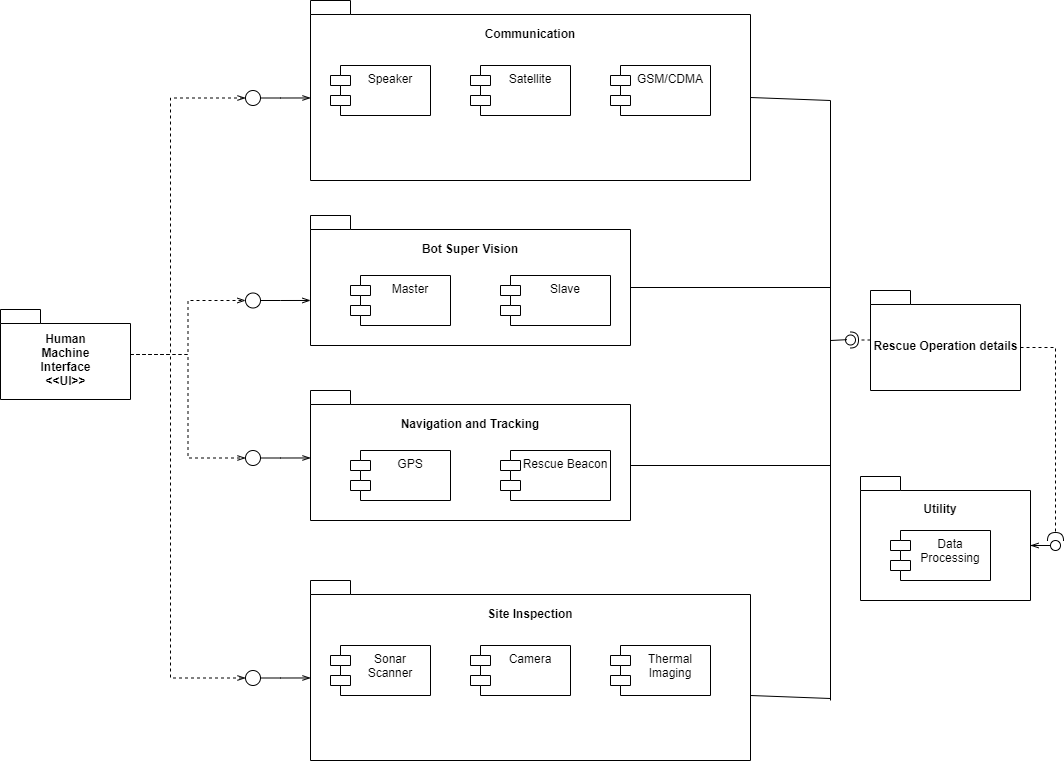 Communication
Speaker
Satellite
GSM/CDMA
Bot Super Vision
Master
Slave
Human
Machine
Interface
<<UI>>
Rescue Operation details
Navigation and Tracking
GPS
Rescue Beacon
Utility
Data
Processing
Site Inspection
Sonar
Scanner
Camera
Thermal
Imaging